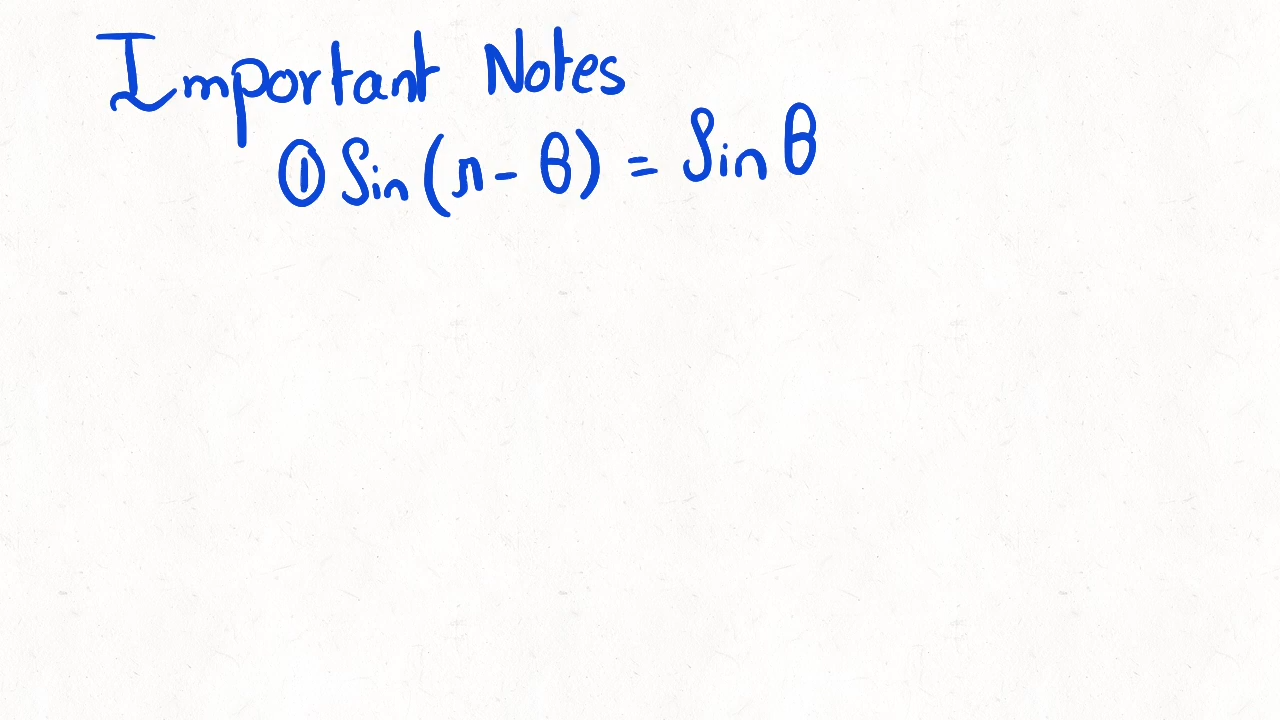 Important Notes
① Sin (π - θ) = Sin θ